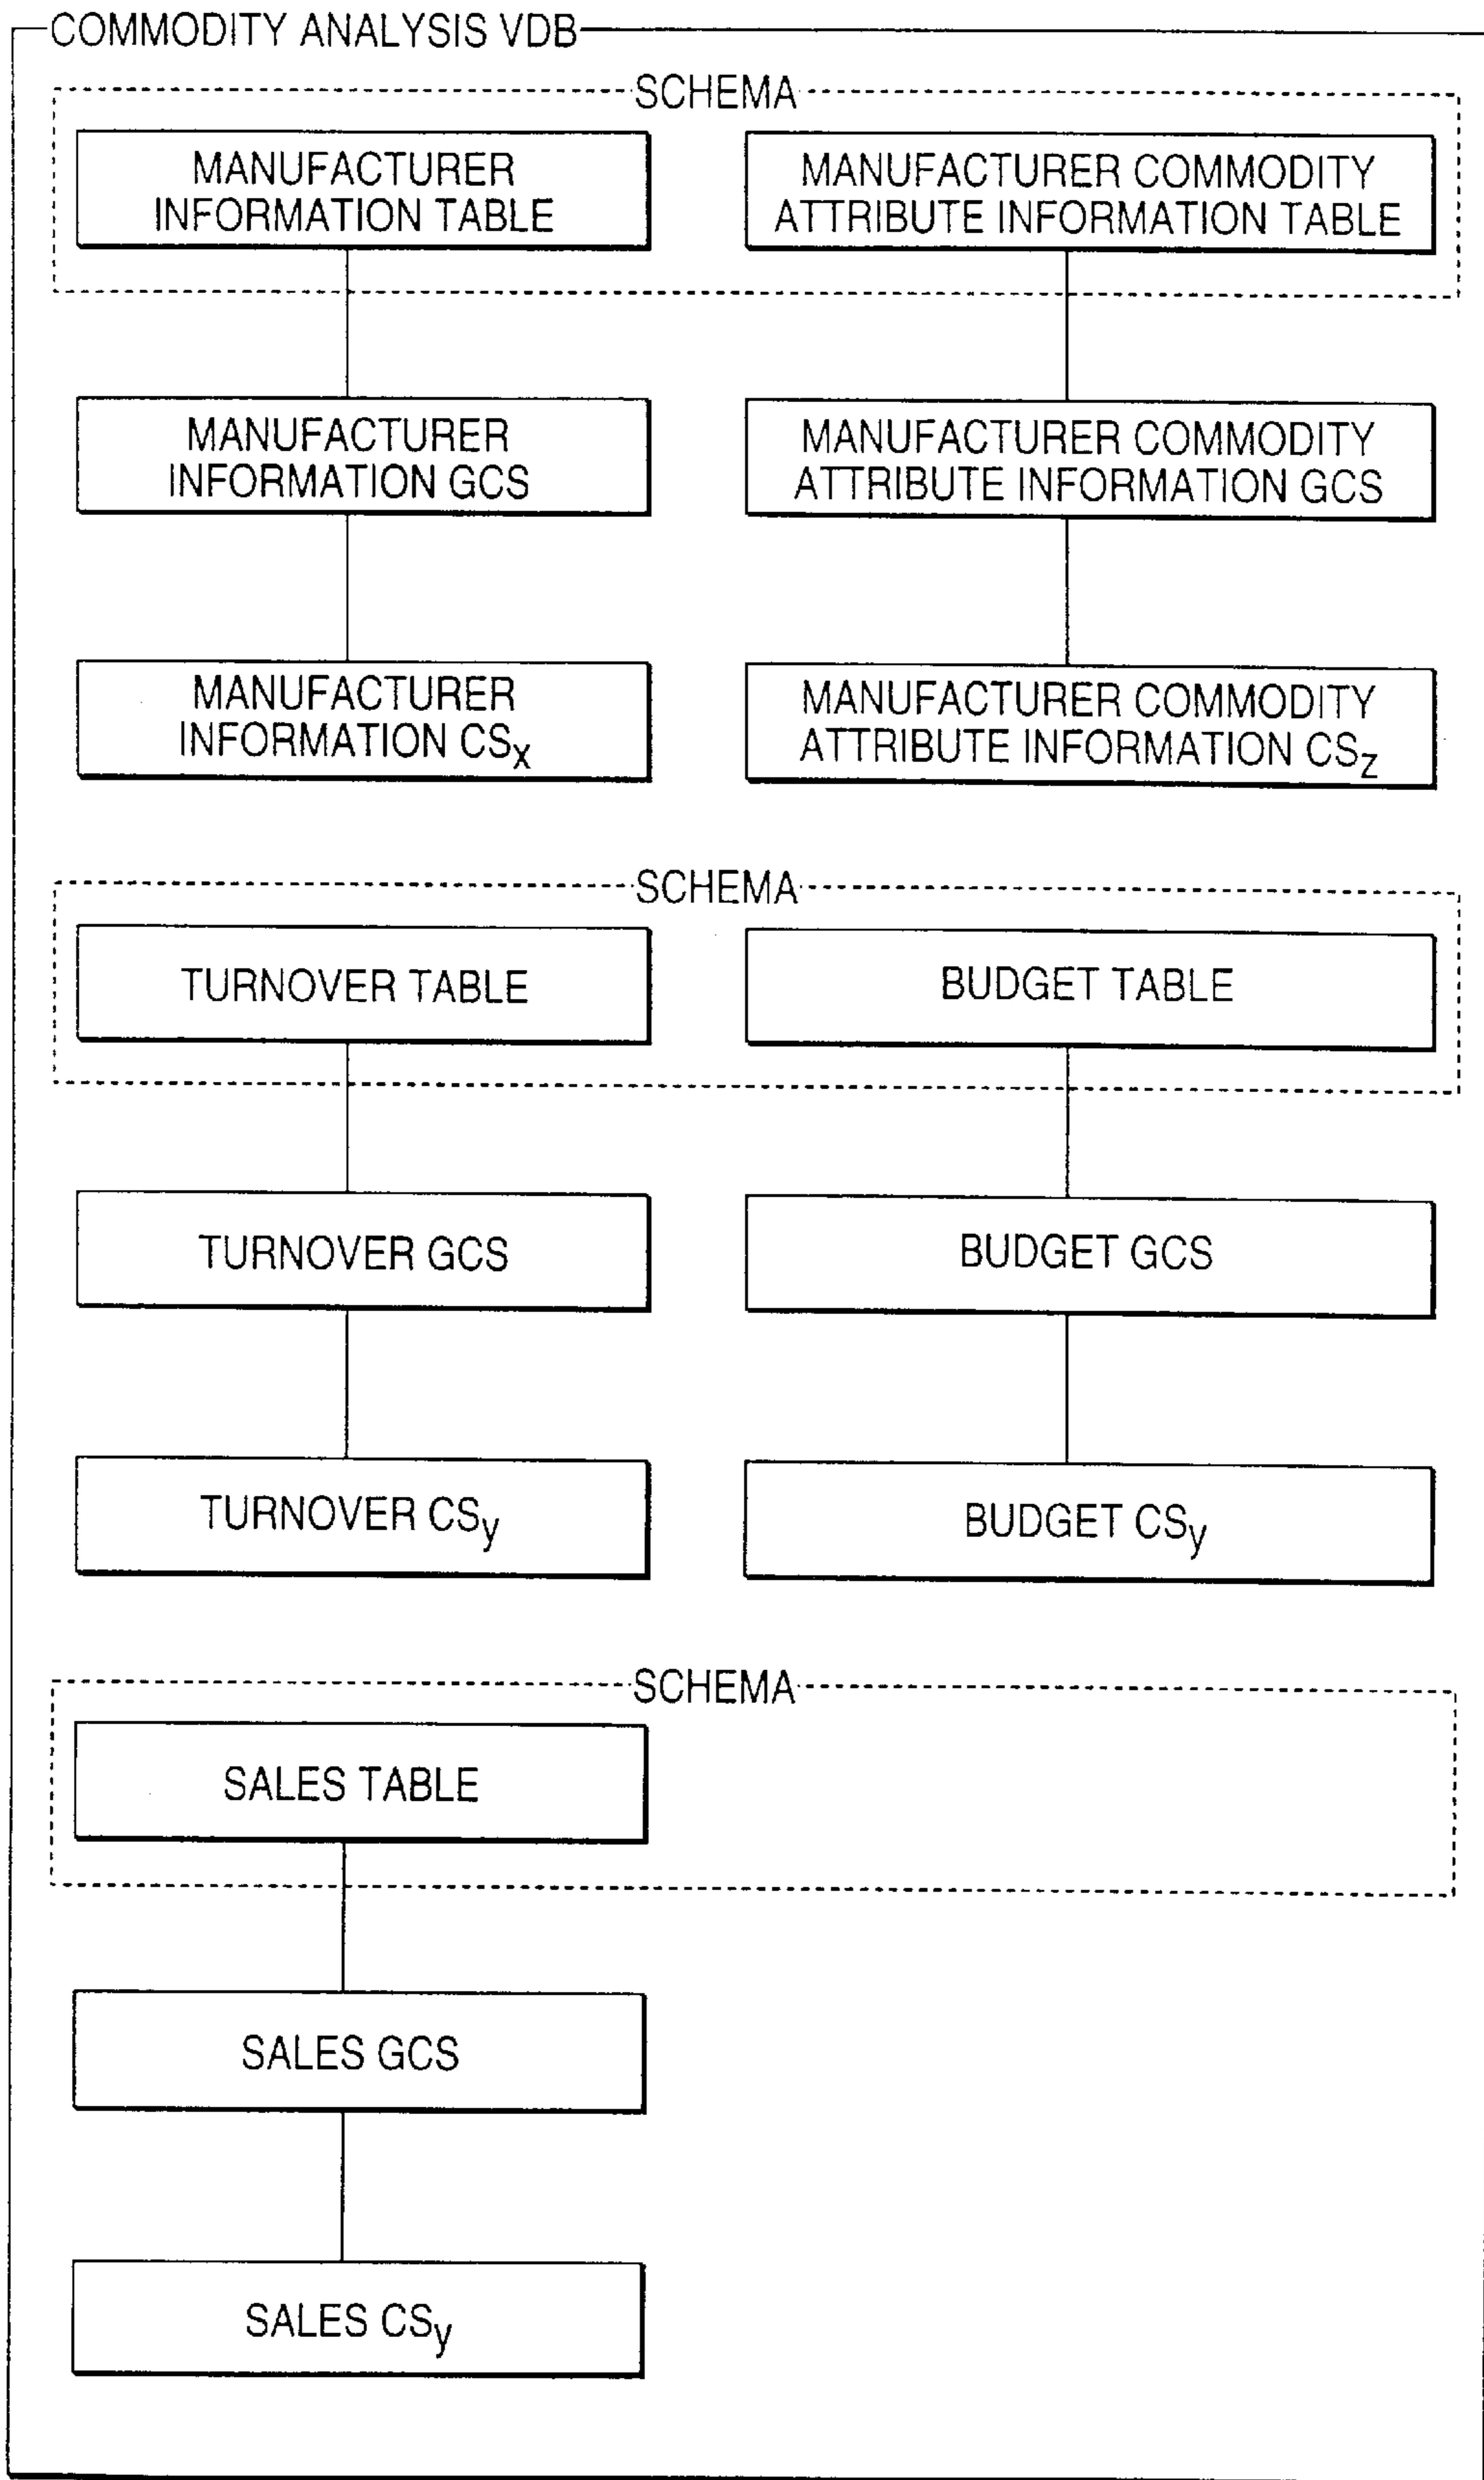 COMMODITY ANALYSIS VDB
SCHEMA
MANUFACTURER
INFORMATION TABLE
MANUFACTURER COMMODITY
ATTRIBUTE INFORMATION TABLE
MANUFACTURER
INFORMATION GCS
MANUFACTURER COMMODITY
ATTRIBUTE INFORMATION GCS
MANUFACTURER
INFORMATION CSx
MANUFACTURER COMMODITY
ATTRIBUTE INFORMATION CSz
SCHEMA
TURNOVER TABLE
BUDGET TABLE
TURNOVER GCS
BUDGET GCS
TURNOVER CSy
BUDGET CSy
SCHEMA
SALES TABLE
SALES GCS
SALES CSy